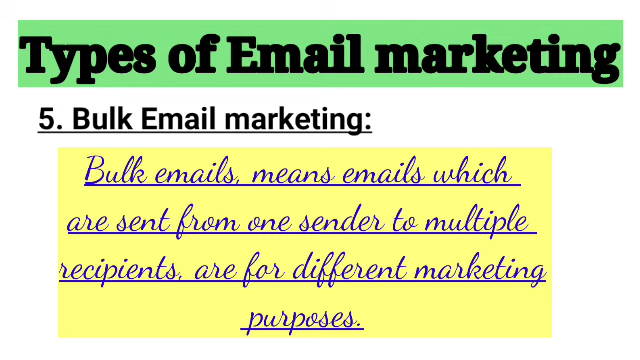 Types of Email marketing
5. Bulk Email marketing:
Bulk emails, means emails which
are sent from one sender to multiple
recipients, are for different marketing
purposes.